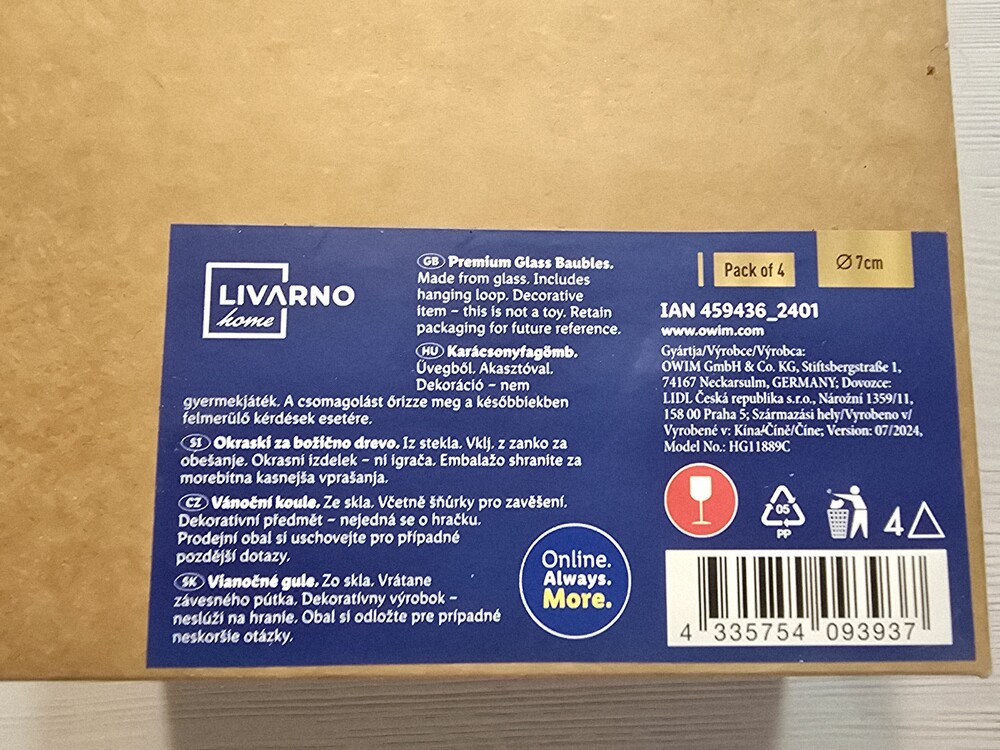 LIVARNO
home
GB Premium Glass Baubles.
Made from glass. Includes
hanging loop. Decorative
item – this is not a toy. Retain
packaging for future reference.
HU Karácsonyfagömb.
Üvegből. Akasztóval.
Dekoráció – nem
gyermekjáték. A csomagolást őrizze meg a későbbiekben
felmerülő kérdések esetére.
SI Okraski za božično drevo. Iz stekla. Vklj. z zanko za
obešanje. Okrasni izdelek – ni igrača. Embalažo shranite za
morebitna kasnejša vprašanja.
CZ Vánoční koule. Ze skla. Včetně šňůrky pro zavěšení.
Dekorativní předmět – nejedná se o hračku.
Prodejní obal si uschovejte pro případné
pozdější dotazy.
SK Vianočné gule. Zo skla. Vrátane
závesného pútka. Dekoratívny výrobok –
neslúži na hranie. Obal si odložte pre prípadné
neskoršie otázky.
Online.
Always.
More.
Pack of 4
Ø 7cm
IAN 459436_2401
www.owim.com
Gyártja/Výrobce/Výrobca:
OWIM GmbH & Co. KG, Stiftsbergstraße 1,
74167 Neckarsulm, GERMANY; Dovozce:
LIDL Česká republika s.r.o., Nárožní 1359/11,
158 00 Praha 5; Származási hely/Vyrobeno v/
Vyrobené v: Kína/Číně/Číne; Version: 07/2024,
Model No.: HG11889C
05
PP
4
4 335754 093937